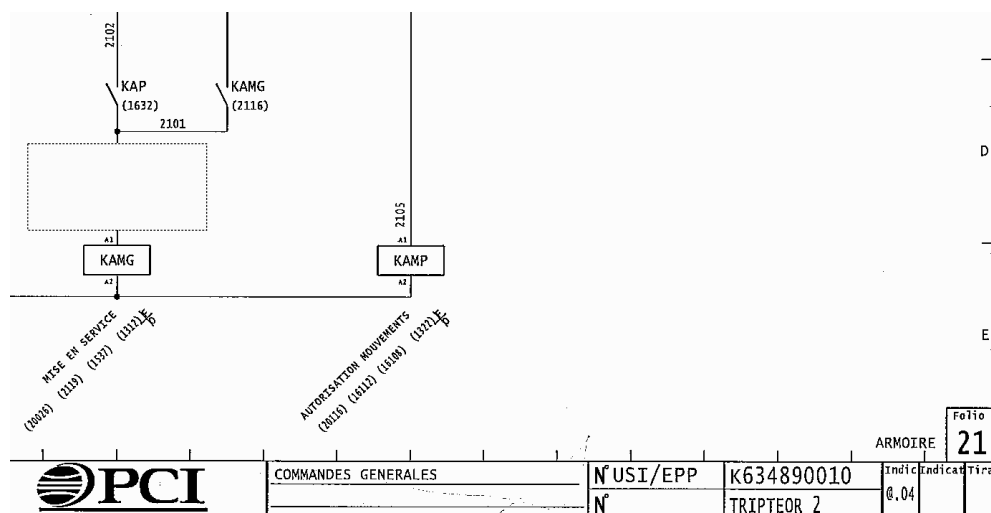 2102
KAP
(1632)
KAMG
(2116)
2101
D
2105
A1
KAMG
A2
A1
KAMP
A2
MISE EN SERVICE
(20026) (2119) (1537) (1312)
AUTORISATION MOUVEMENTS
(20116) (16112) (16108) (1322)
E
ARMOIRE
Folio
21
PCI
COMMANDES GENERALES
N° USI/EPP
K634890010
Indic
Indicat
Tira
@.04
N°
TRIPTEOR 2